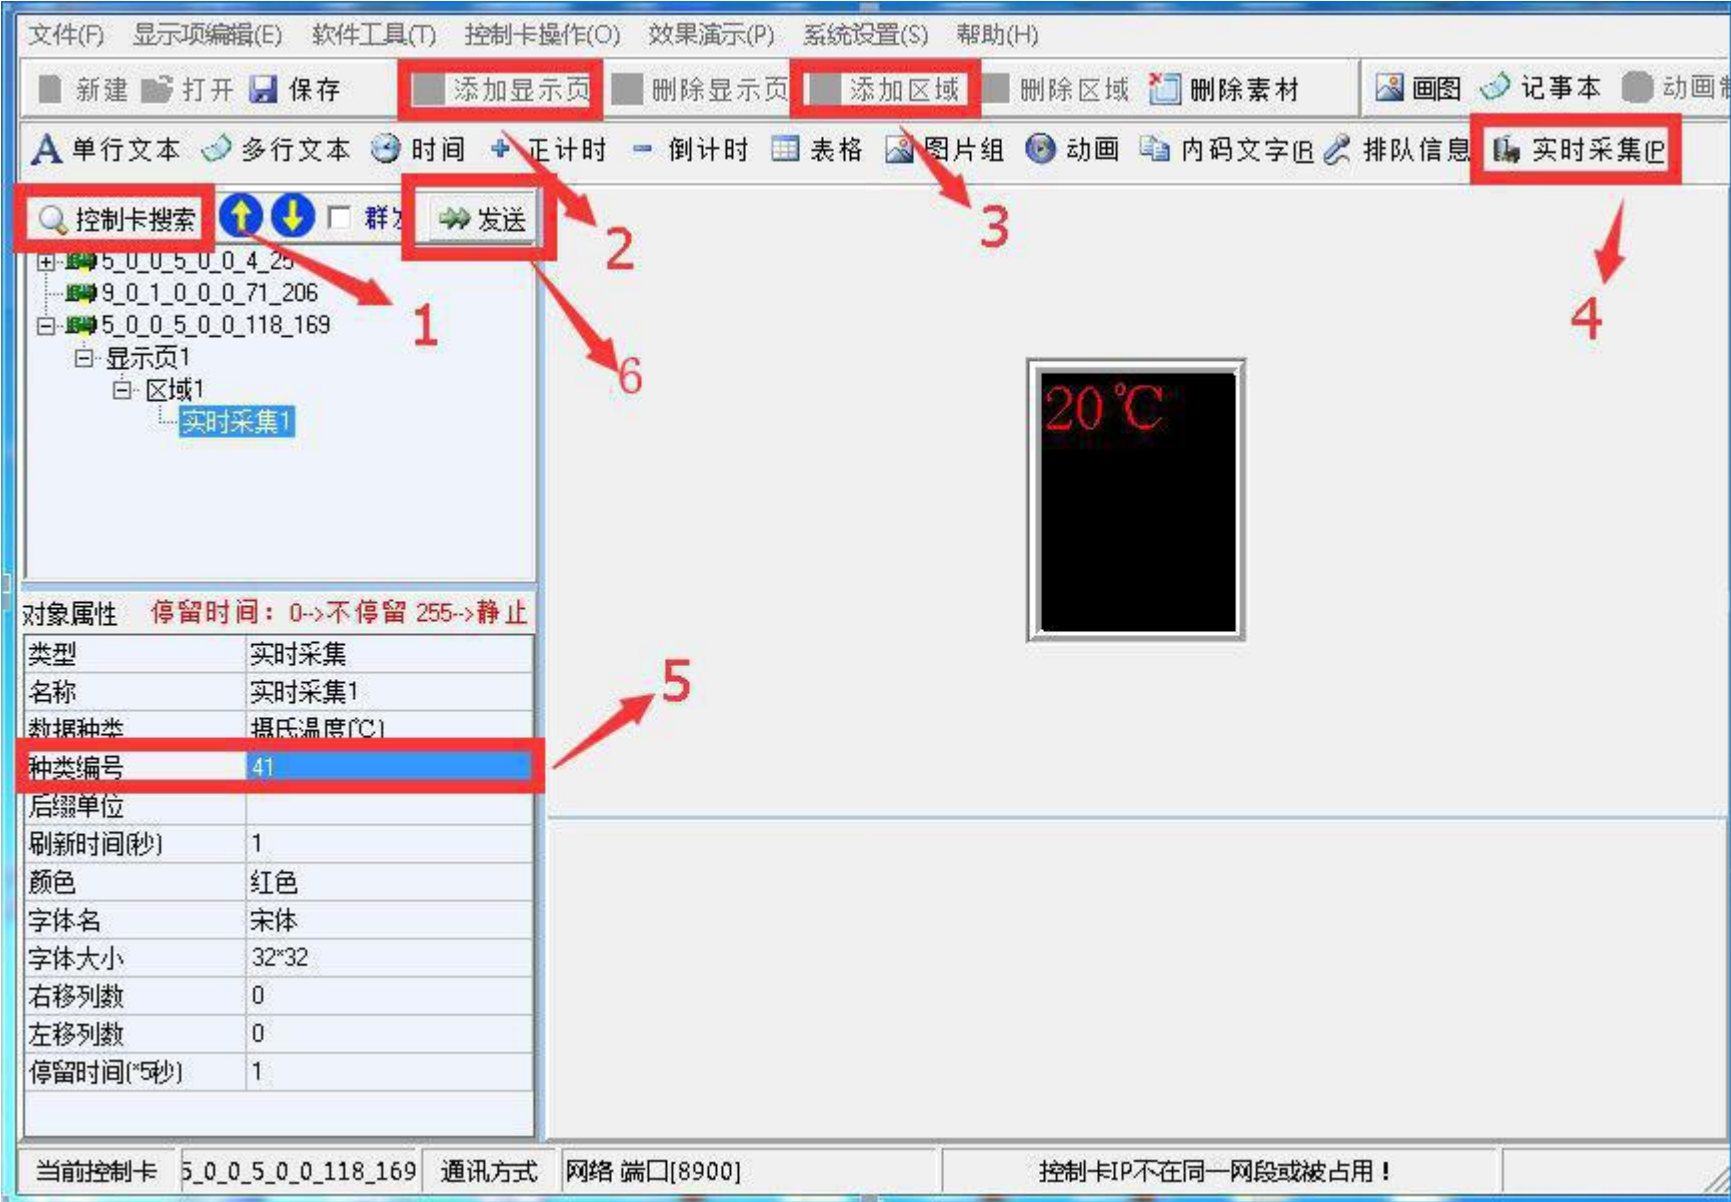 文件(F) 显示项编辑(E) 软件工具(T) 控制卡操作(O) 效果演示(P) 系统设置(S) 帮助(H)
新建 打开 保存 添加显示页 删除显示页 添加区域 删除区域 删除素材 画图 记事本 动画
A 单行文本 多行文本 时间 正计时 倒计时 表格 图片组 动画 内码文字(R 排队信息 实时采集(P
控制卡搜索 群发 发送
2
3
4
5_0_0_5_0_0_4_25
9_0_1_0_0_0_71_206
5_0_0_5_0_0_118_169
1
显示页1
6
区域1
实时采集1
20℃
对象属性 停留时间：0-->不停留 255-->静止
类型 实时采集
名称 实时采集1
5
数据种类 摄氏温度(℃)
种类编号 41
后缀单位
刷新时间(秒) 1
颜色 红色
字体名 宋体
字体大小 32*32
右移列数 0
左移列数 0
停留时间(*5秒) 1
当前控制卡 5_0_0_5_0_0_118_169 通讯方式 网络 端口[8900] 控制卡IP不在同一网段或被占用！